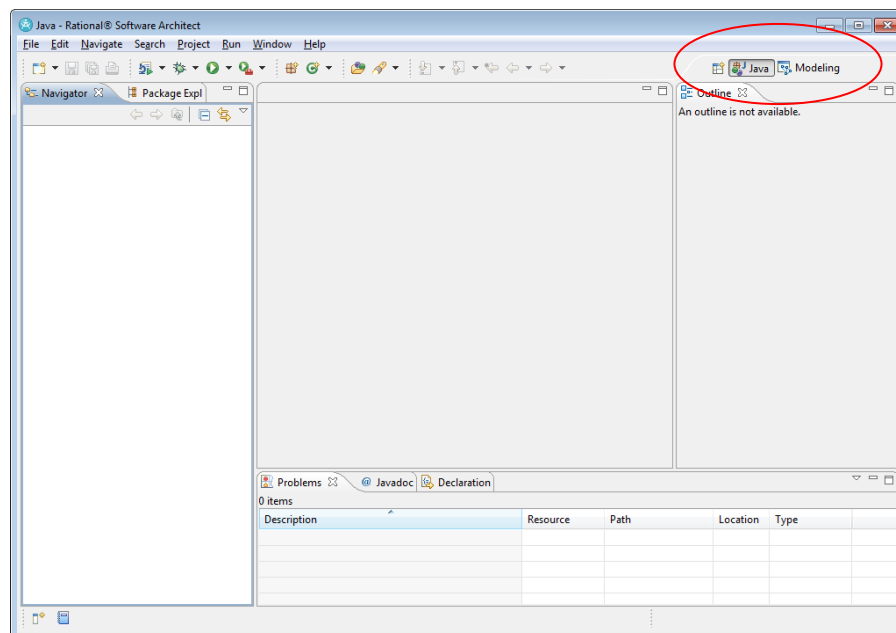 Java - Rational® Software Architect
File Edit Navigate Search Project Run Window Help
Java Modeling
Navigator Package Expl
Outline
An outline is not available.
Problems @ Javadoc Declaration
0 items
Description Resource Path Location Type